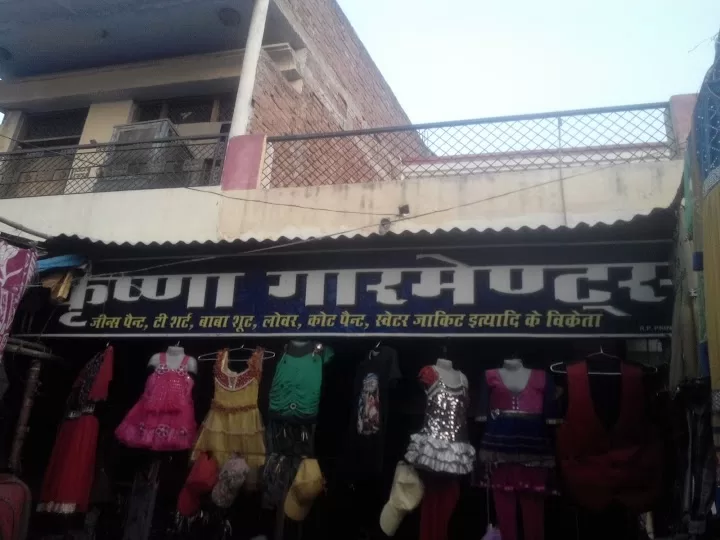 कृष्णा गारमेण्ट्स
जीन्स पैन्ट, टी शर्ट, बाबा शूट, लोवर, कोट पैन्ट, स्वेटर जाकिट इत्यादि के विक्रेता